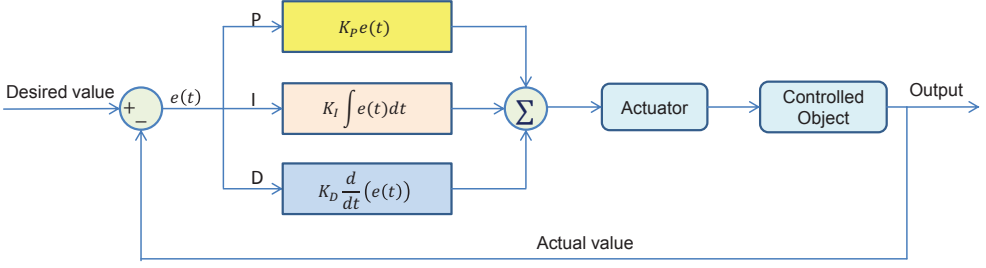 P
K_P e(t)
Desired value
+
−
e(t)
I
K_I ∫ e(t)dt
Σ
Actuator
Controlled
Object
Output
D
K_D d/dt (e(t))
Actual value